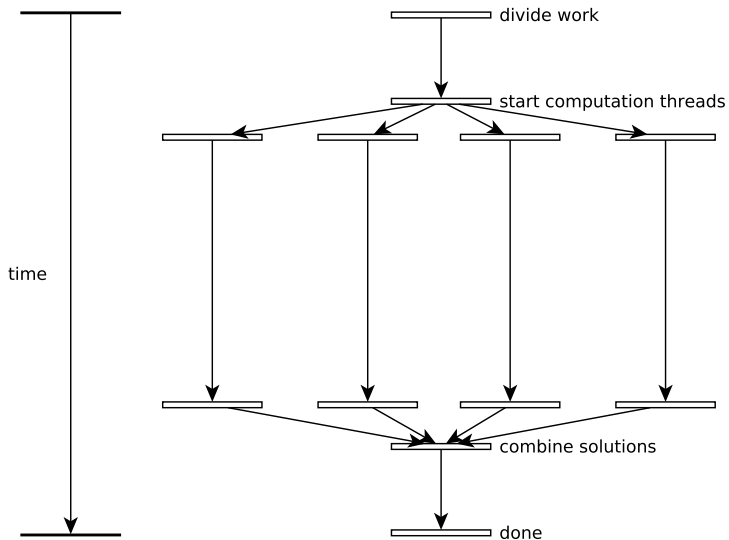 divide work
start computation threads
time
combine solutions
done